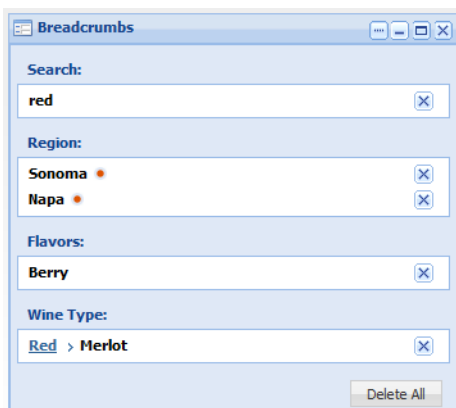 Breadcrumbs
Search:
red
Region:
Sonoma
Napa
Flavors:
Berry
Wine Type:
Red > Merlot
Delete All